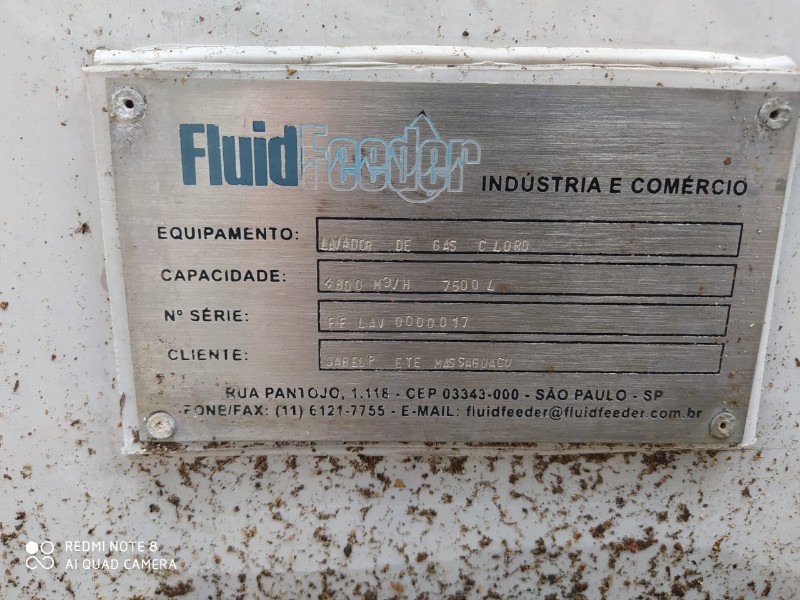 FluidFeeder INDÚSTRIA E COMÉRCIO
EQUIPAMENTO: LAVADOR DE GAS CLORO
CAPACIDADE: 4800 M3/H 7500 L
Nº SÉRIE: FF LAV 0000017
CLIENTE: SABESP ETE MASSAGUAÇU
RUA PANTOJO, 1.118 - CEP 03343-000 - SÃO PAULO - SP
FONE/FAX: (11) 6121-7755 - E-MAIL: fluidfeeder@fluidfeeder.com.br
REDMI NOTE 8
AI QUAD CAMERA